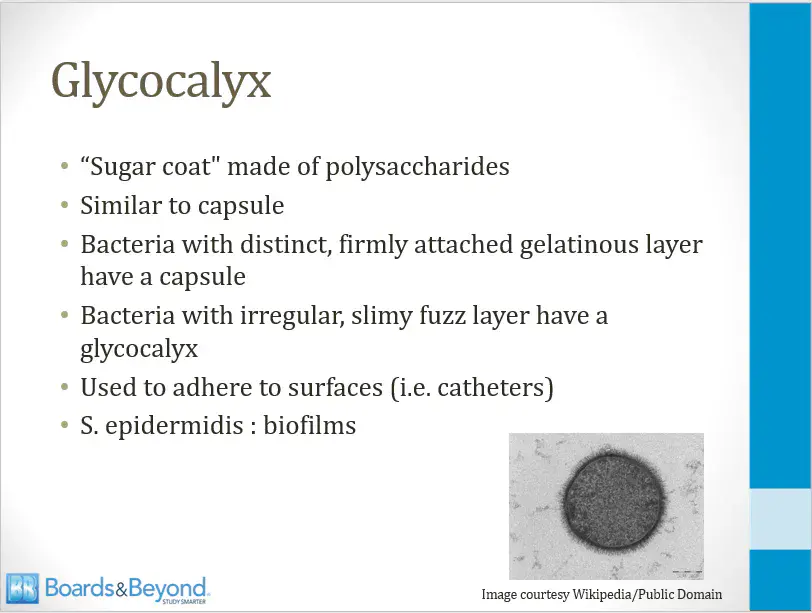 Glycocalyx
• “Sugar coat" made of polysaccharides
• Similar to capsule
• Bacteria with distinct, firmly attached gelatinous layer
have a capsule
• Bacteria with irregular, slimy fuzz layer have a
glycocalyx
• Used to adhere to surfaces (i.e. catheters)
• S. epidermidis : biofilms
BB Boards&Beyond.
STUDY SMARTER
Image courtesy Wikipedia/Public Domain